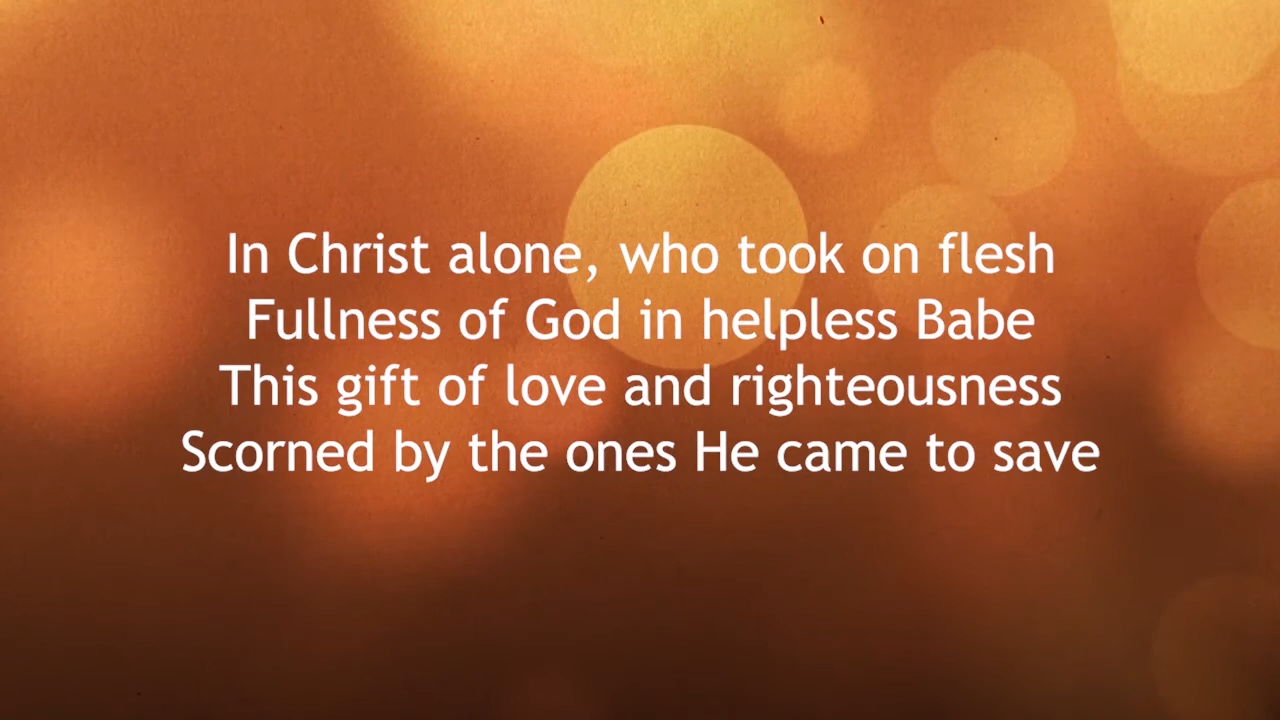 In Christ alone, who took on flesh
Fullness of God in helpless Babe
This gift of love and righteousness
Scorned by the ones He came to save